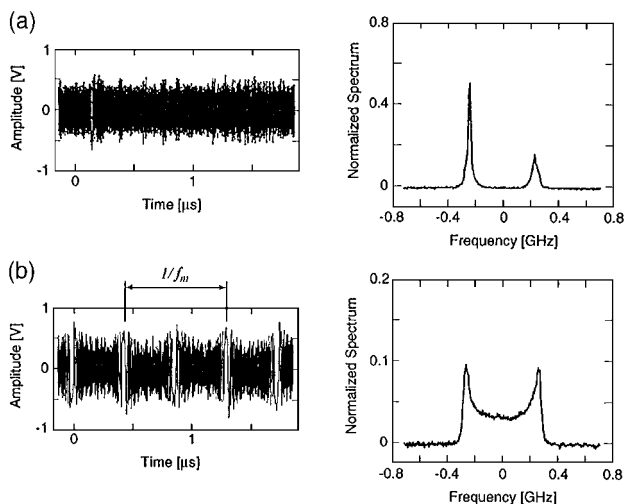 (a)
Amplitude [V]
1
0
-1
0
1
Time [μs]
Normalized Spectrum
0.8
0.4
0
-0.8
-0.4
0
0.4
0.8
Frequency [GHz]
(b)
1/fm
Amplitude [V]
1
0
-1
0
1
Time [μs]
Normalized Spectrum
0.2
0.1
0
-0.8
-0.4
0
0.4
0.8
Frequency [GHz]